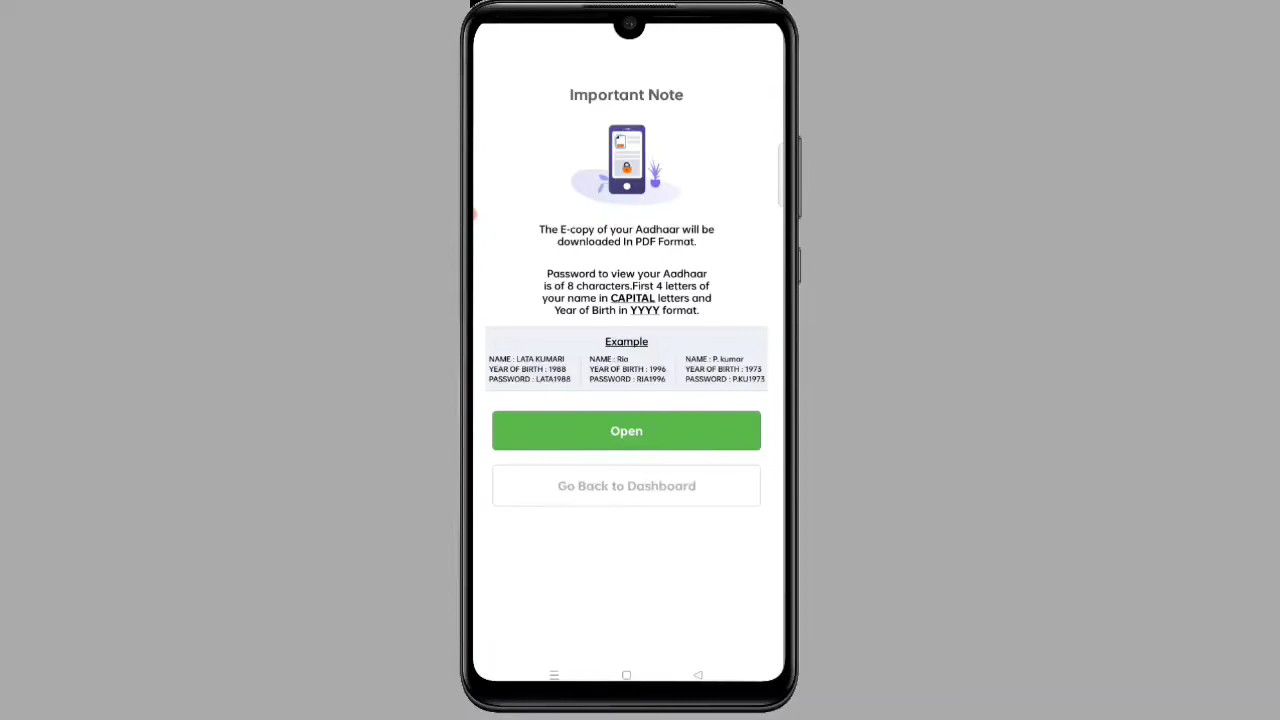 Important Note
The E-copy of your Aadhaar will be
downloaded In PDF Format.
Password to view your Aadhaar
is of 8 characters.First 4 letters of
your name in CAPITAL letters and
Year of Birth in YYYY format.
Example
NAME : LATA KUMARI
YEAR OF BIRTH : 1988
PASSWORD : LATA1988
NAME : Ria
YEAR OF BIRTH : 1996
PASSWORD : RIA1996
NAME : P. kumar
YEAR OF BIRTH : 1973
PASSWORD : P.KU1973
Open
Go Back to Dashboard